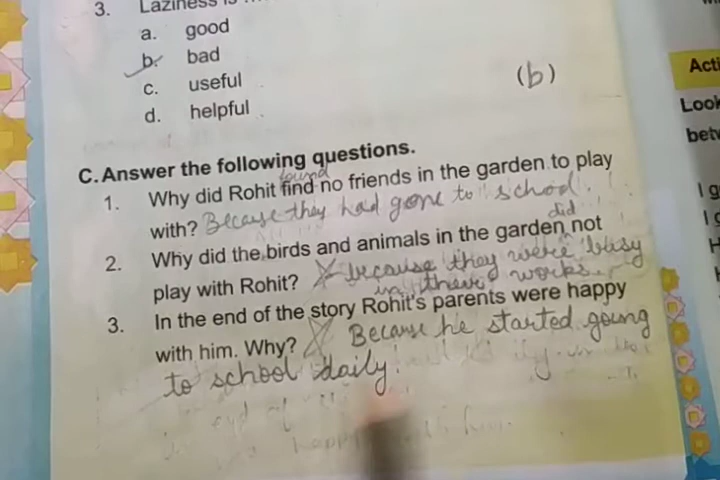 3. Laziness is
a. good
b. bad
c. useful
(b)
d. helpful
C. Answer the following questions.
found
1. Why did Rohit find no friends in the garden to play
with? Because they had gone to school.
did
2. Why did the birds and animals in the garden not
play with Rohit? because they were busy
in their works.
3. In the end of the story Rohit's parents were happy
with him. Why? Because he started going
to school daily.
Acti
Look
betw
I g
I g
H